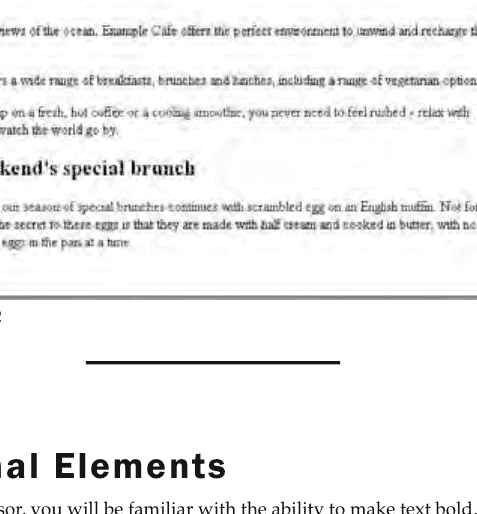 iews of the ocean. Example Cafe offers the perfect environment to unwind and recharge t
s a wide range of breakfasts, brunches and lunches, including a range of vegetarian option
p on a fresh, hot coffee or a cooling smoothie, you never need to feel rushed - relax with
watch the world go by.
kend's special brunch
our season of special brunches continues with scrambled egg on an English muffin. Not fo
he secret to these eggs is that they are made with half cream and cooked in butter, with no
eggs in the pan at a time
2
nal Elements
sor, you will be familiar with the ability to make text bold,